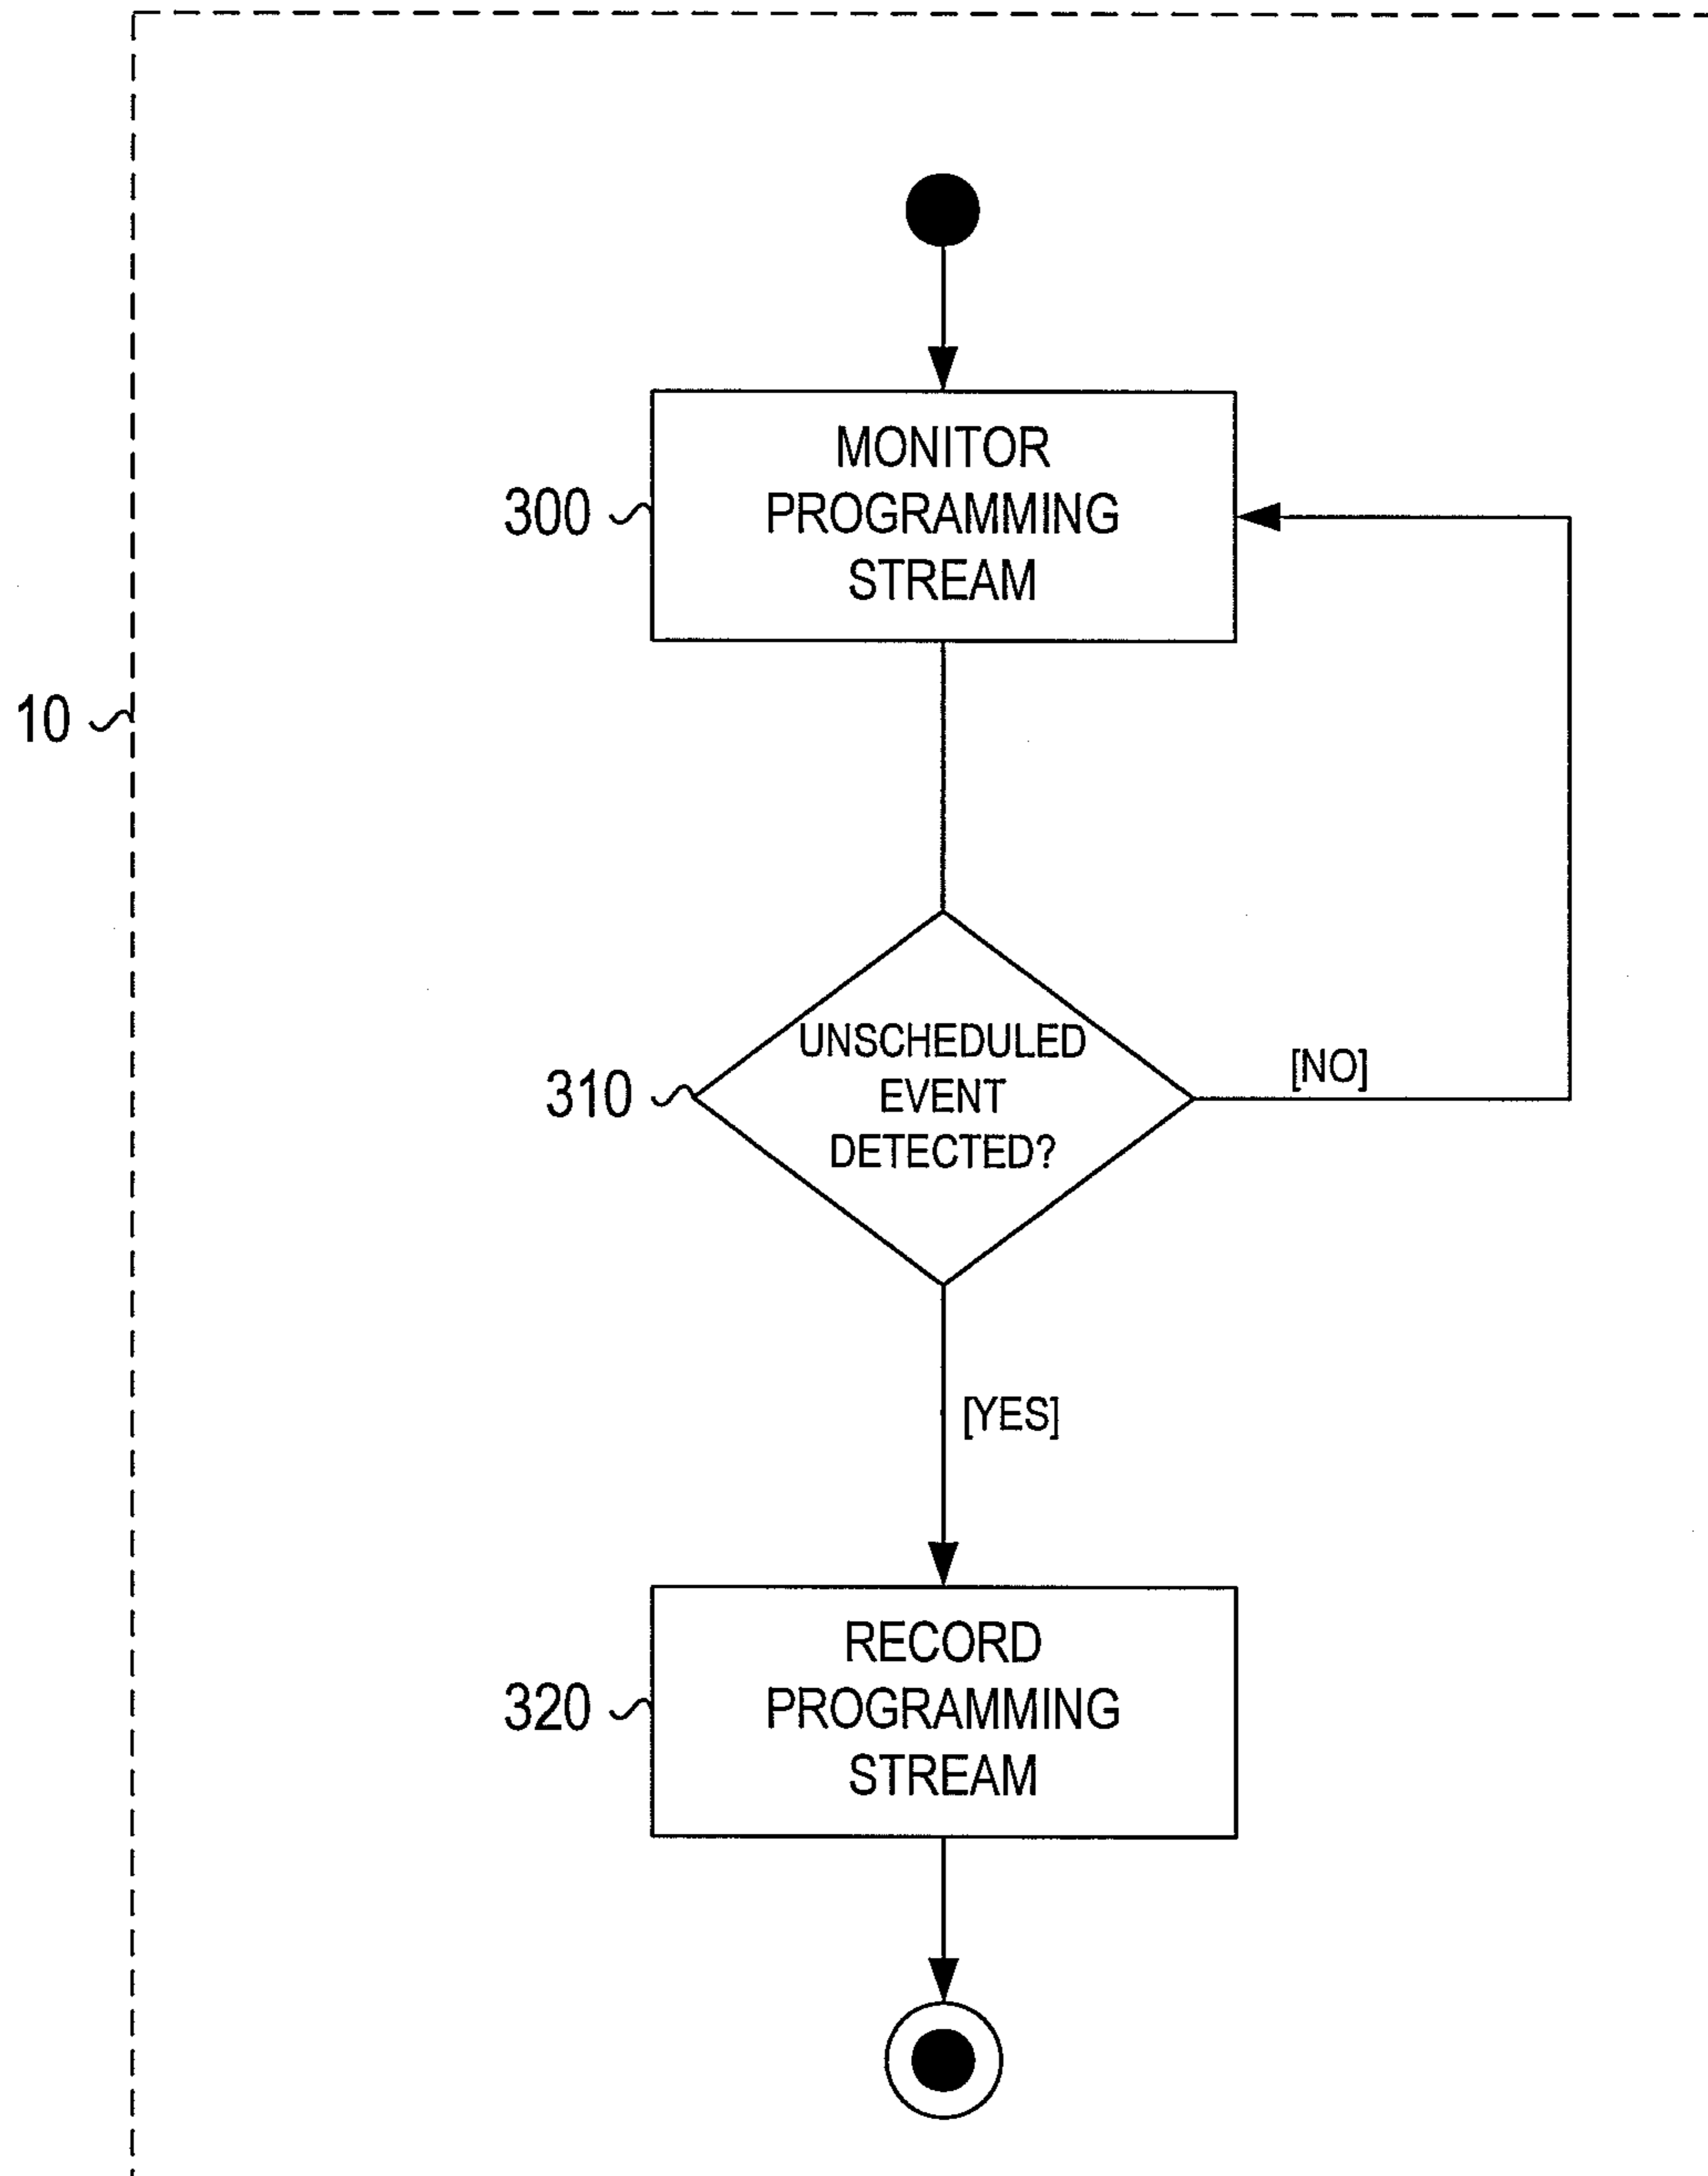 MONITOR
PROGRAMMING
STREAM
300
10
UNSCHEDULED
EVENT
DETECTED?
310
[NO]
[YES]
RECORD
PROGRAMMING
STREAM
320